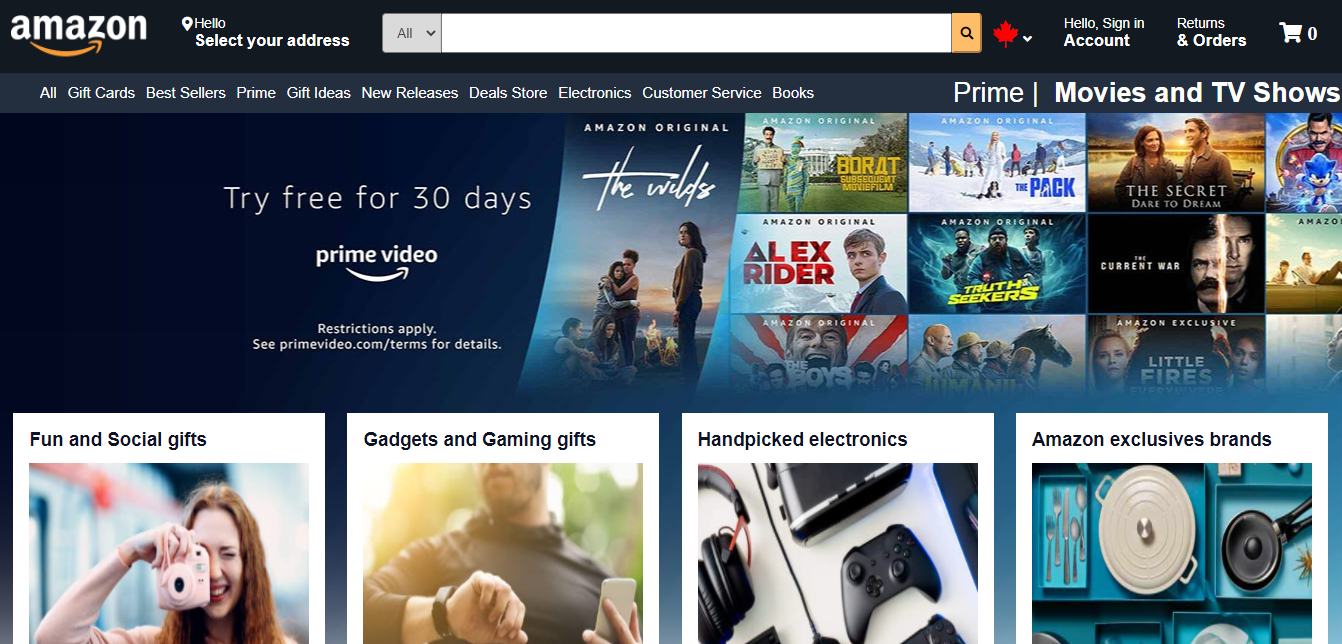 amazon
Hello
Select your address
All
Hello, Sign in
Account
Returns
& Orders
0
All Gift Cards Best Sellers Prime Gift Ideas New Releases Deals Store Electronics Customer Service Books
Prime | Movies and TV Shows
Try free for 30 days
prime video
Restrictions apply.
See primevideo.com/terms for details.
AMAZON ORIGINAL
the wilds
AMAZON ORIGINAL
BORAT
SUBSEQUENT
MOVIEFILM
AMAZON ORIGINAL
THE PACK
THE SECRET
DARE TO DREAM
AMAZON ORIGINAL
ALEX
RIDER
AMAZON ORIGINAL
TRUTH
SEEKERS
THE
CURRENT WAR
AMAZO
AMAZON ORIGINAL
THE BOYS
JUMANJI
AMAZON EXCLUSIVE
LITTLE
FIRES
EVERYWHERE
Fun and Social gifts
Gadgets and Gaming gifts
Handpicked electronics
Amazon exclusives brands